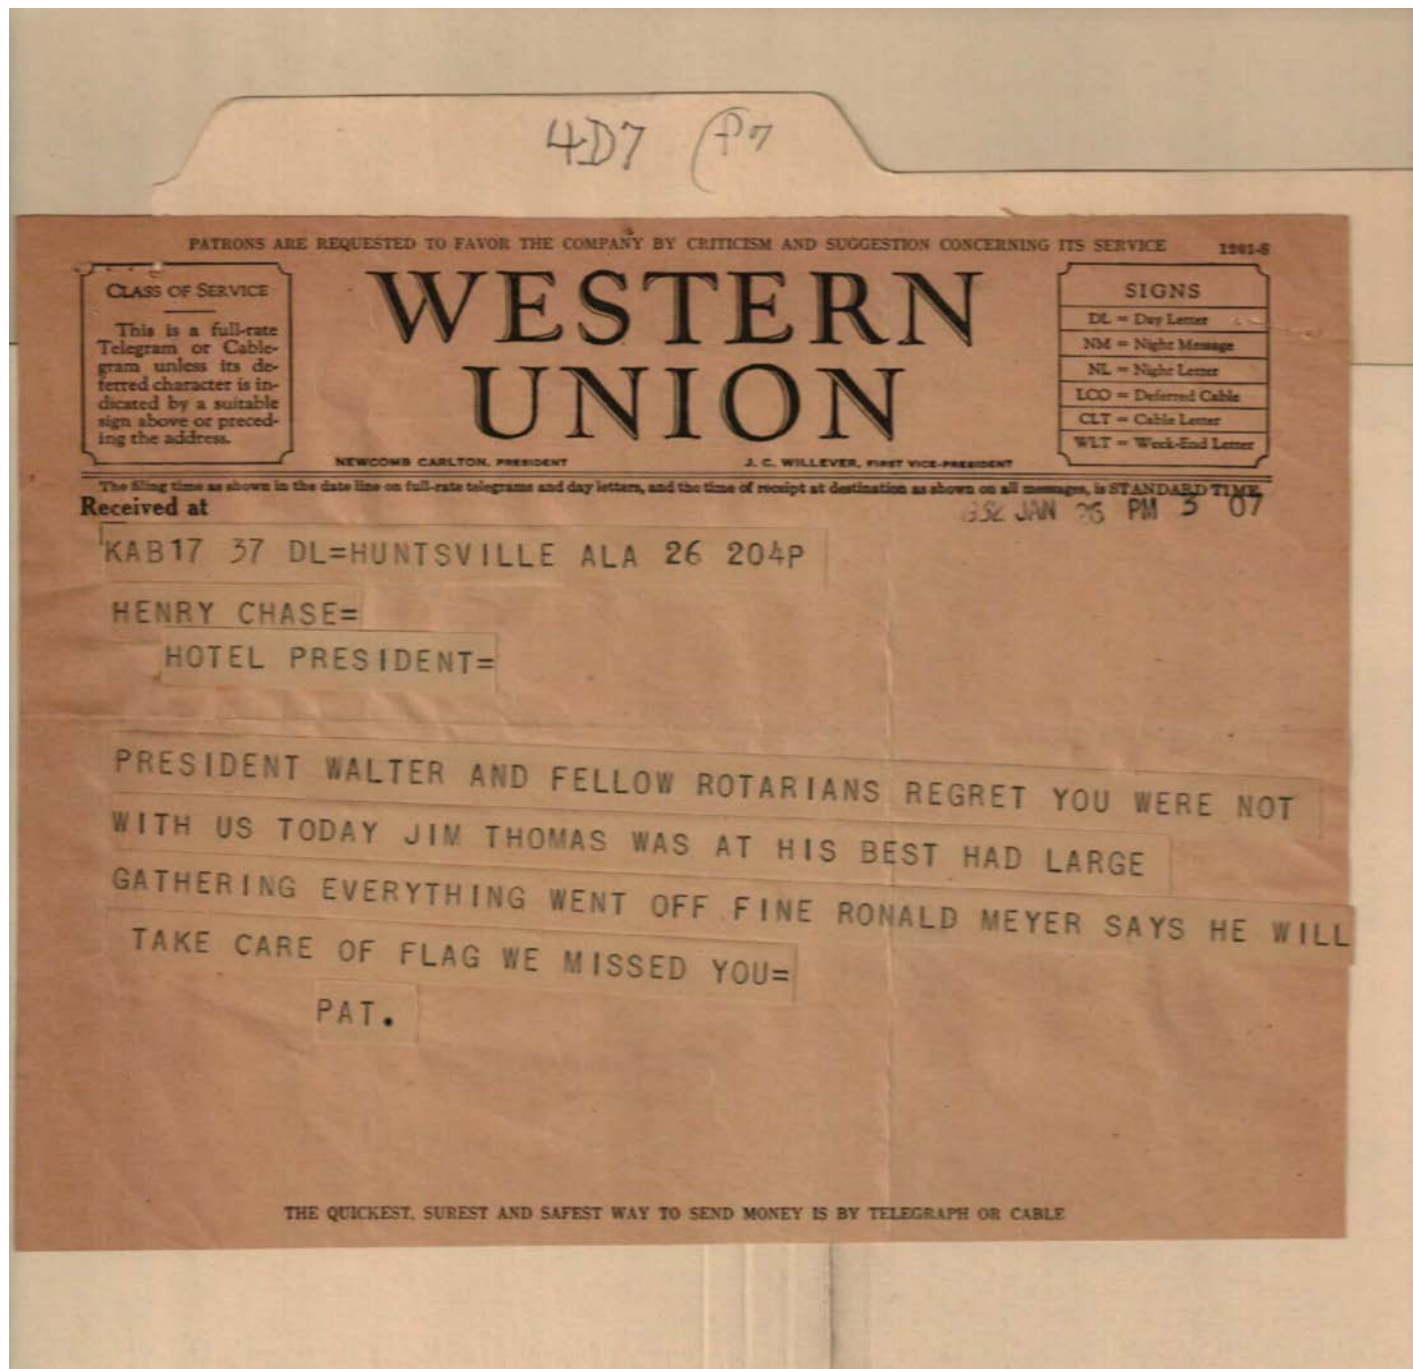 4D7 (P7
PATRONS ARE REQUESTED TO FAVOR THE COMPANY BY CRITICISM AND SUGGESTION CONCERNING ITS SERVICE
1201-S
CLASS OF SERVICE
This is a full-rate
Telegram or Cable-
gram unless its de-
ferred character is in-
dicated by a suitable
sign above or preced-
ing the address.
WESTERN
UNION
NEWCOMB CARLTON, PRESIDENT
J. C. WILLEVER, FIRST VICE-PRESIDENT
SIGNS
DL = Day Letter
NM = Night Message
NL = Night Letter
LCO = Deferred Cable
CLT = Cable Letter
WLT = Week-End Letter
The filing time as shown in the date line on full-rate telegrams and day letters, and the time of receipt at destination as shown on all messages, is STANDARD TIME.
Received at
JAN 26 PM 3 07
KAB17 37 DL=HUNTSVILLE ALA 26 204P
HENRY CHASE=
HOTEL PRESIDENT=
PRESIDENT WALTER AND FELLOW ROTARIANS REGRET YOU WERE NOT
WITH US TODAY JIM THOMAS WAS AT HIS BEST HAD LARGE
GATHERING EVERYTHING WENT OFF FINE RONALD MEYER SAYS HE WILL
TAKE CARE OF FLAG WE MISSED YOU=
PAT.
THE QUICKEST, SUREST AND SAFEST WAY TO SEND MONEY IS BY TELEGRAPH OR CABLE